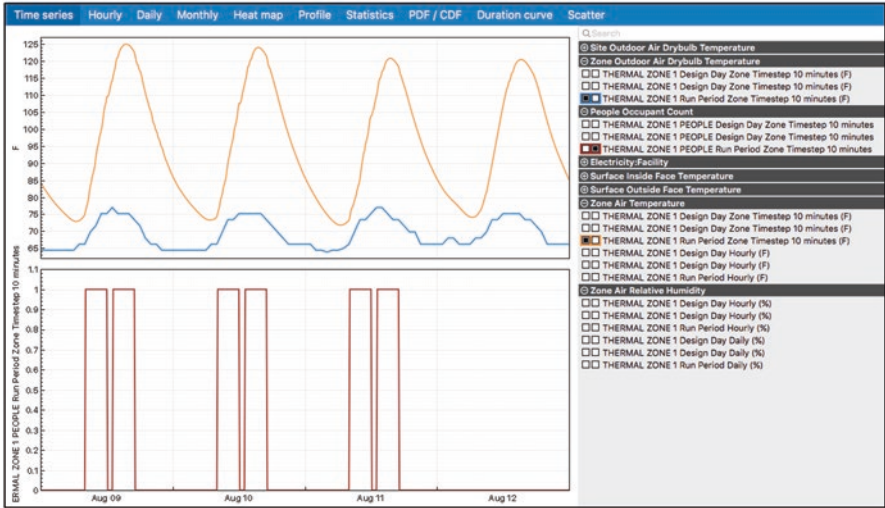 Time series Hourly Daily Monthly Heat map Profile Statistics PDF / CDF Duration curve Scatter
125
120
115
110
105
100
95
90
85
80
75
70
65
F
1.1
1
0.9
0.8
0.7
0.6
0.5
0.4
0.3
0.2
0.1
0
ERMAL ZONE 1 PEOPLE Run Period Zone Timestep 10 minutes
Aug 09 Aug 10 Aug 11 Aug 12
Search
Site Outdoor Air Drybulb Temperature
Zone Outdoor Air Drybulb Temperature
THERMAL ZONE 1 Design Day Zone Timestep 10 minutes (F)
THERMAL ZONE 1 Design Day Zone Timestep 10 minutes (F)
THERMAL ZONE 1 Run Period Zone Timestep 10 minutes (F)
People Occupant Count
THERMAL ZONE 1 PEOPLE Design Day Zone Timestep 10 minutes
THERMAL ZONE 1 PEOPLE Design Day Zone Timestep 10 minutes
THERMAL ZONE 1 PEOPLE Run Period Zone Timestep 10 minutes
Electricity:Facility
Surface Inside Face Temperature
Surface Outside Face Temperature
Zone Air Temperature
THERMAL ZONE 1 Design Day Zone Timestep 10 minutes (F)
THERMAL ZONE 1 Design Day Zone Timestep 10 minutes (F)
THERMAL ZONE 1 Run Period Zone Timestep 10 minutes (F)
THERMAL ZONE 1 Design Day Hourly (F)
THERMAL ZONE 1 Design Day Hourly (F)
THERMAL ZONE 1 Run Period Hourly (F)
Zone Air Relative Humidity
THERMAL ZONE 1 Design Day Hourly (%)
THERMAL ZONE 1 Design Day Hourly (%)
THERMAL ZONE 1 Run Period Hourly (%)
THERMAL ZONE 1 Design Day Daily (%)
THERMAL ZONE 1 Design Day Daily (%)
THERMAL ZONE 1 Run Period Daily (%)